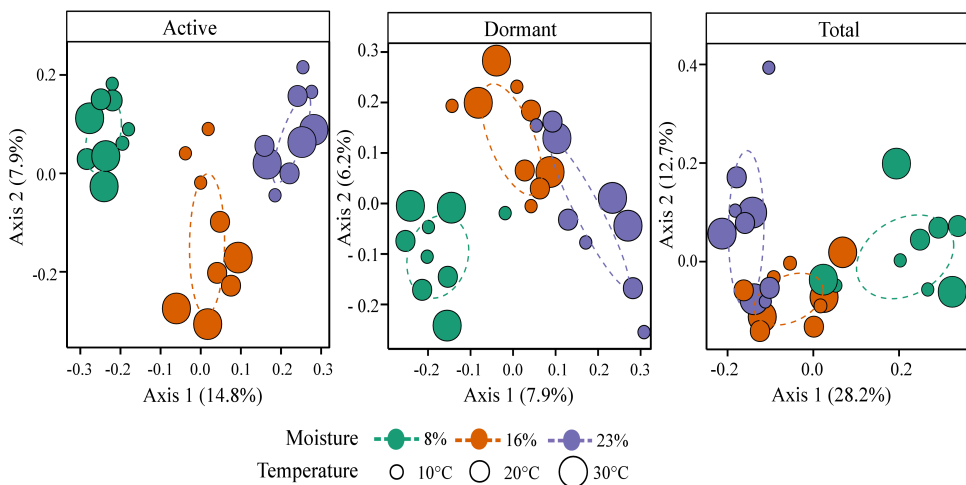 Active
Dormant
Total
0.2
0.0
-0.2
Axis 2 (7.9%)
-0.3 -0.2 -0.1 0.0 0.1 0.2 0.3
Axis 1 (14.8%)
0.3
0.2
0.1
0.0
-0.1
- 0.2
Axis 2 (6.2%)
-0.2 -0.1 0.0 0.1 0.2 0.3
Axis 1 (7.9%)
0.4
0.2
0.0
Axis 2 (12.7%)
-0.2 0.0 0.2
Axis 1 (28.2%)
Moisture 8% 16% 23%
Temperature 10°C 20°C 30°C